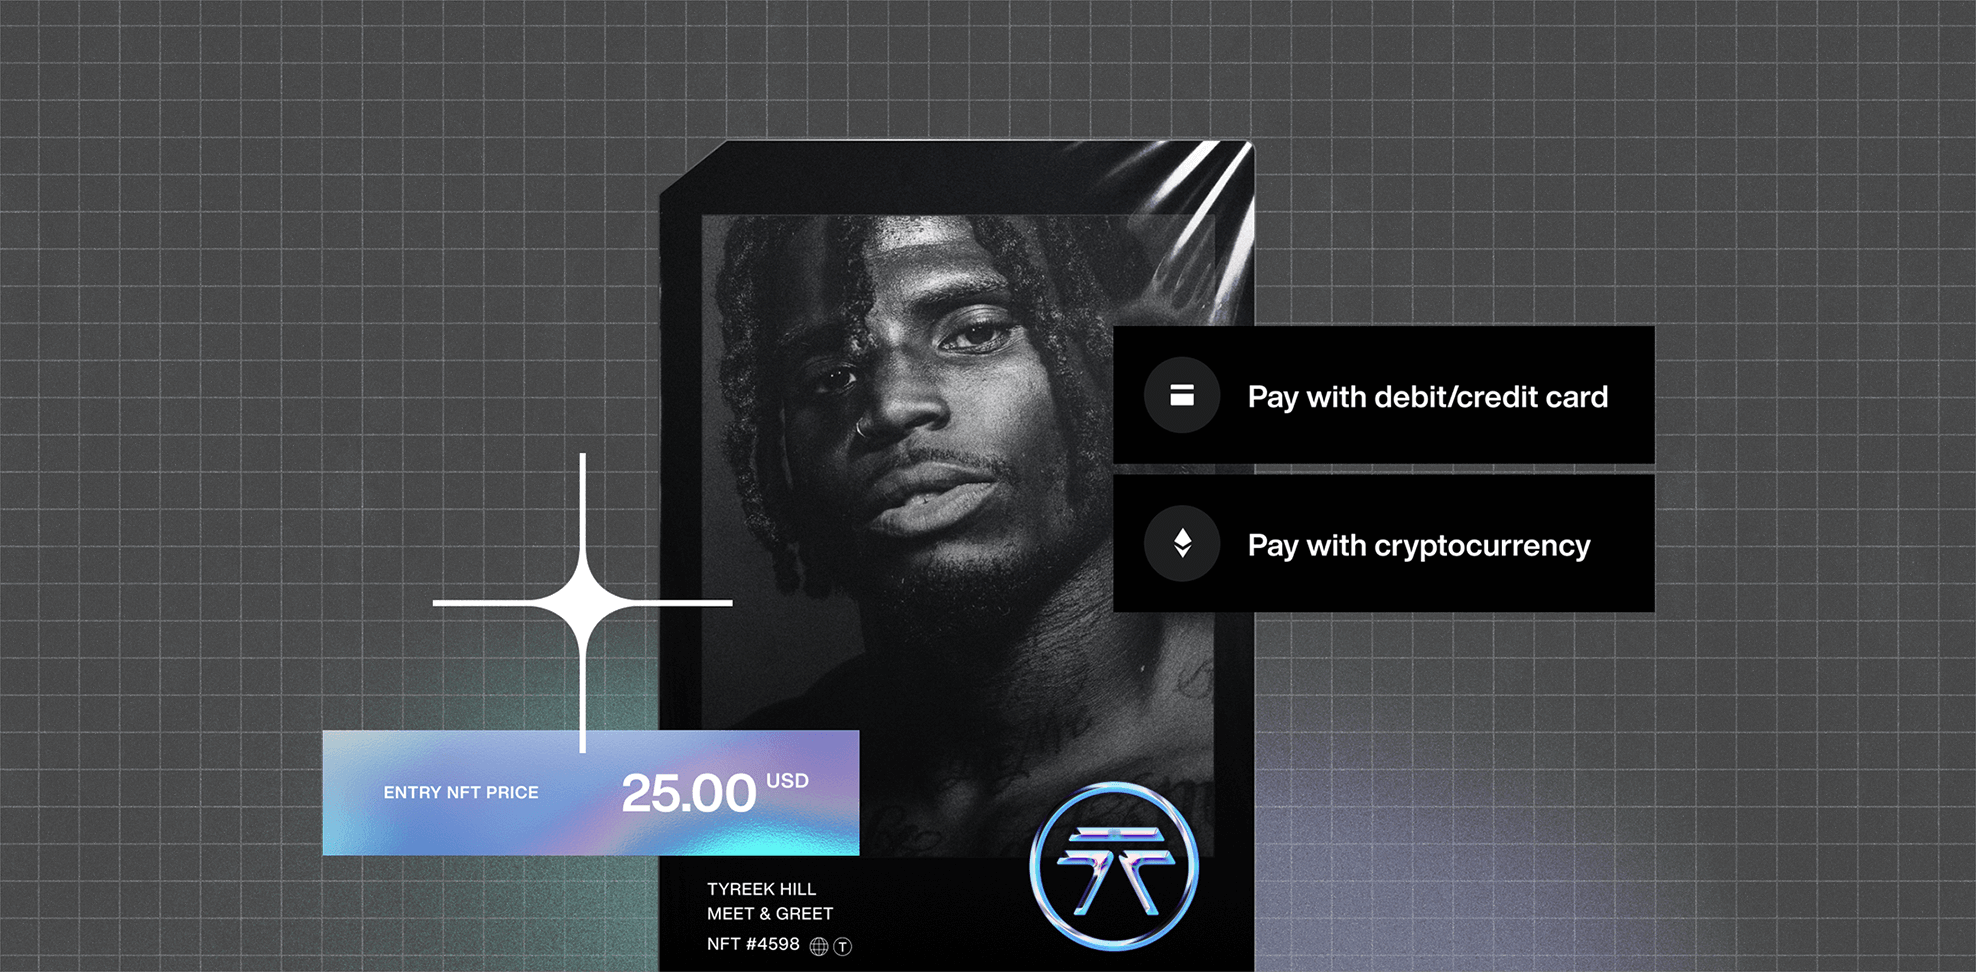 Pay with debit/credit card
Pay with cryptocurrency
ENTRY NFT PRICE
25.00 USD
TYREEK HILL
MEET & GREET
NFT #4598 T